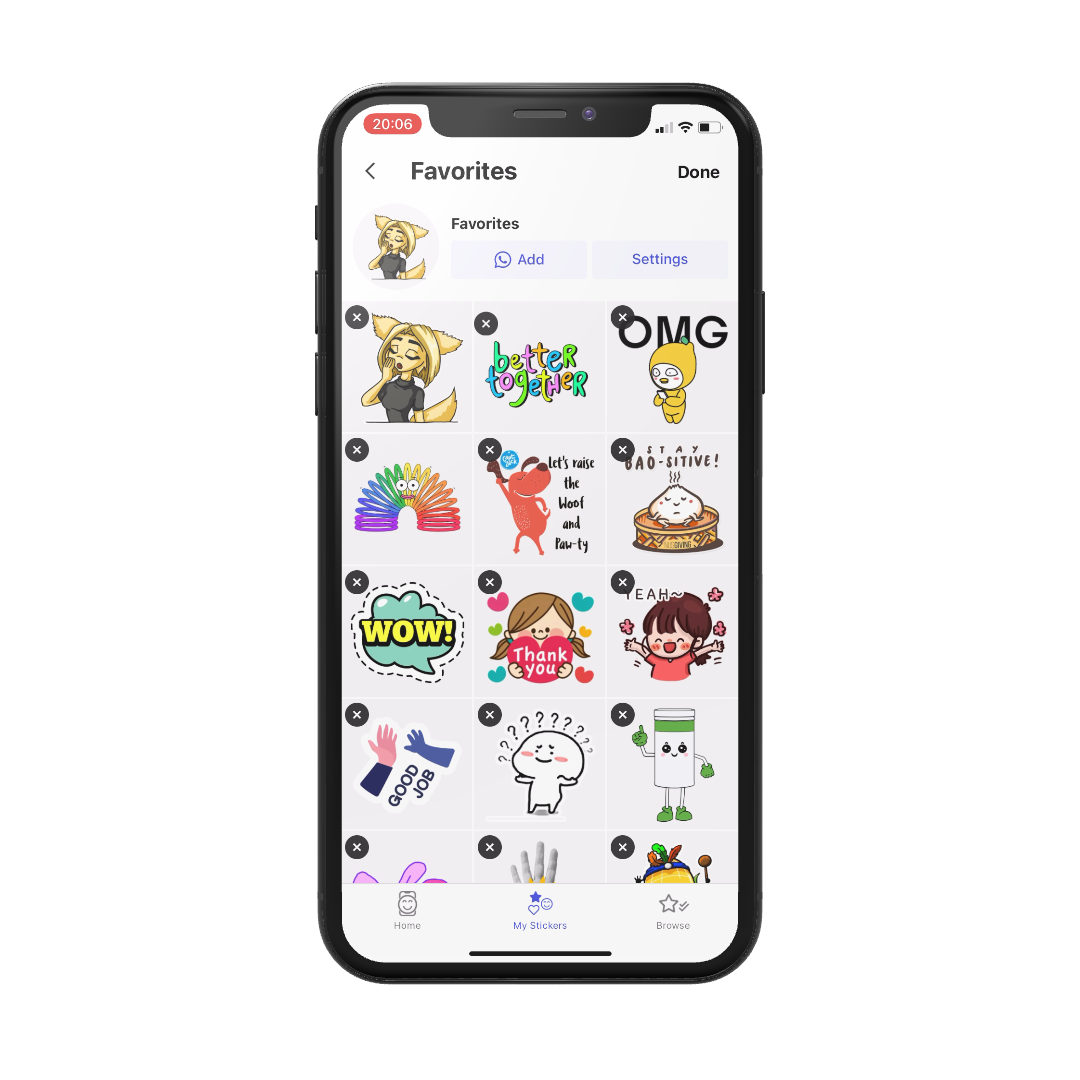 20:06
Favorites
Done
Favorites
Add
Settings
better
together
OMG
Let's raise
the
Woof
and
Paw-ty
STAY
BAO-SITIVE!
WOW!
Thank
you
YEAH~
GOOD
JOB
? ? ? ? ? ? ? ? ? ?
Home
My Stickers
Browse